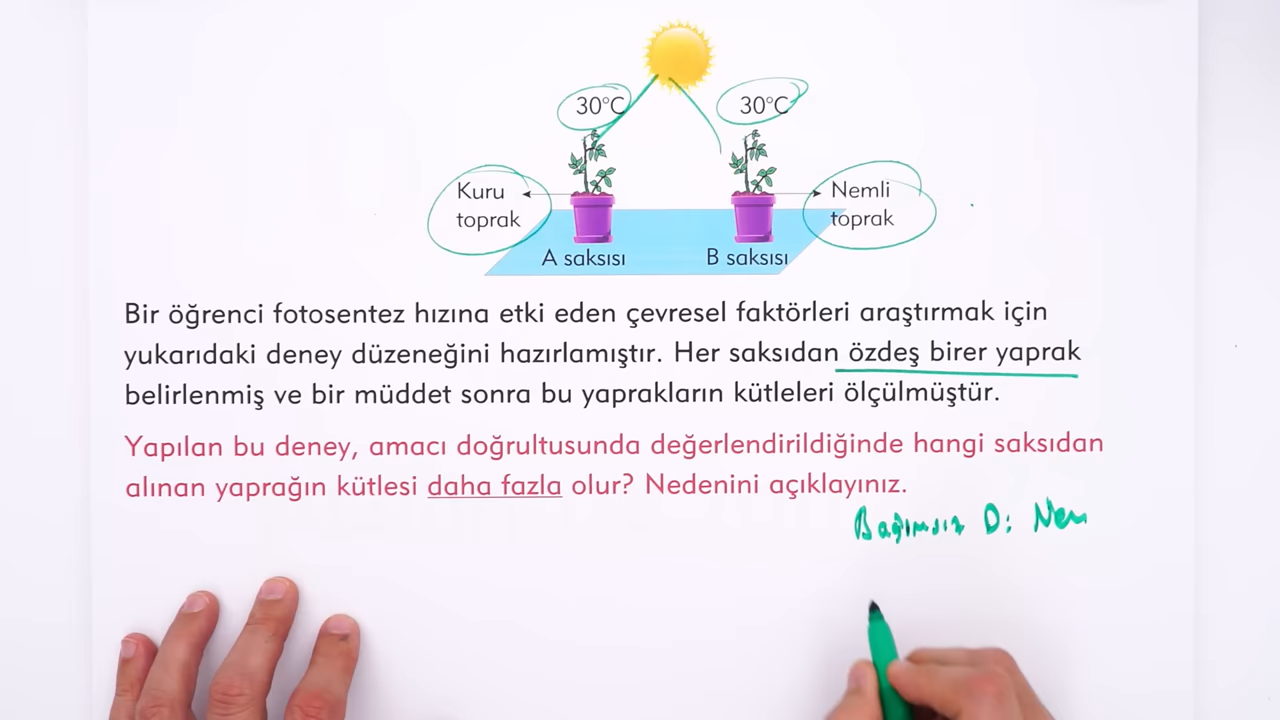 30°C 30°C
Kuru Nemli
toprak toprak
A saksısı B saksısı
Bir öğrenci fotosentez hızına etki eden çevresel faktörleri araştırmak için
yukarıdaki deney düzeneğini hazırlamıştır. Her saksıdan özdeş birer yaprak
belirlenmiş ve bir müddet sonra bu yaprakların kütleleri ölçülmüştür.
Yapılan bu deney, amacı doğrultusunda değerlendirildiğinde hangi saksıdan
alınan yaprağın kütlesi daha fazla olur? Nedenini açıklayınız.
Bağımsız D: Nem